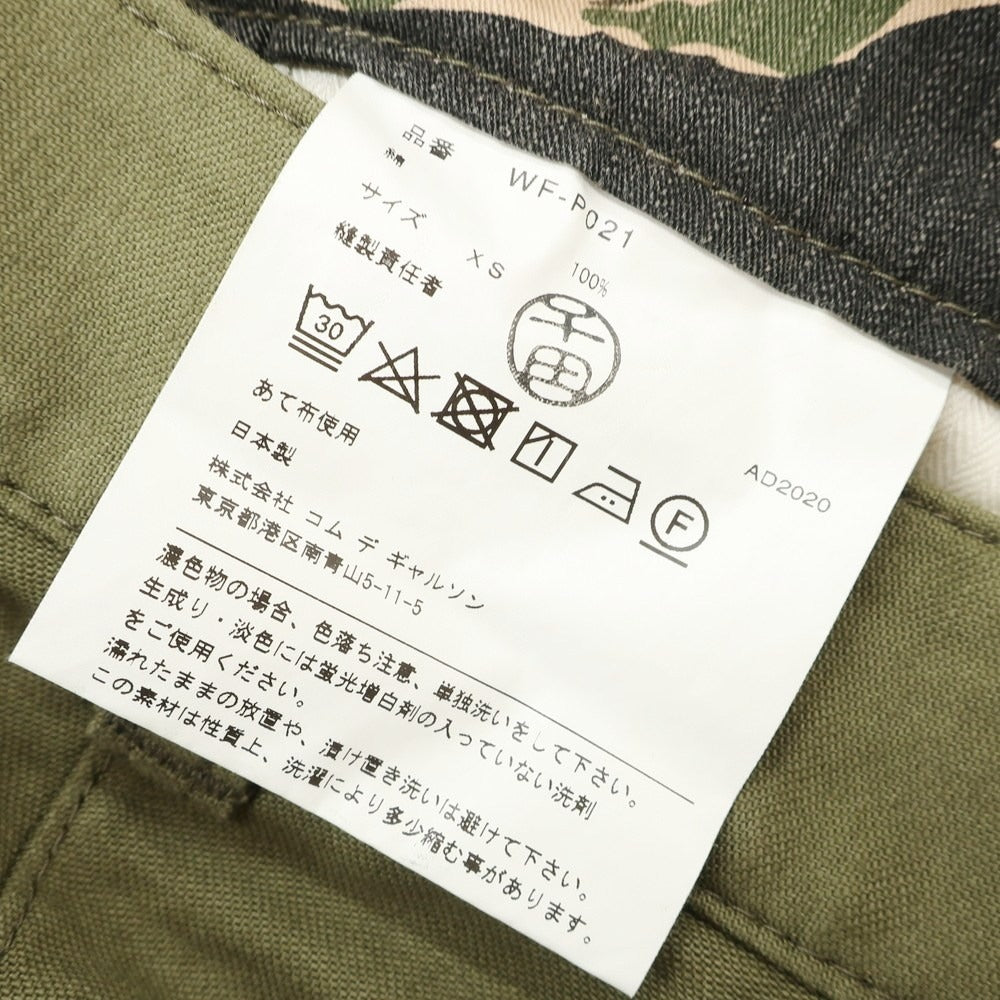 品番 WF-P021
綿 100%
サイズ XS
縫製責任者 千田
30
F
AD2020
あて布使用
日本製
株式会社 コム デ ギャルソン
東京都港区南青山5-11-5
濃色物の場合、色落ち注意、単独洗いをして下さい。
生成り・淡色には蛍光増白剤の入っていない洗剤
をご使用ください。
濡れたままの放置や、漬け置き洗いは避けて下さい。
この素材は性質上、洗濯により多少縮む事があります。